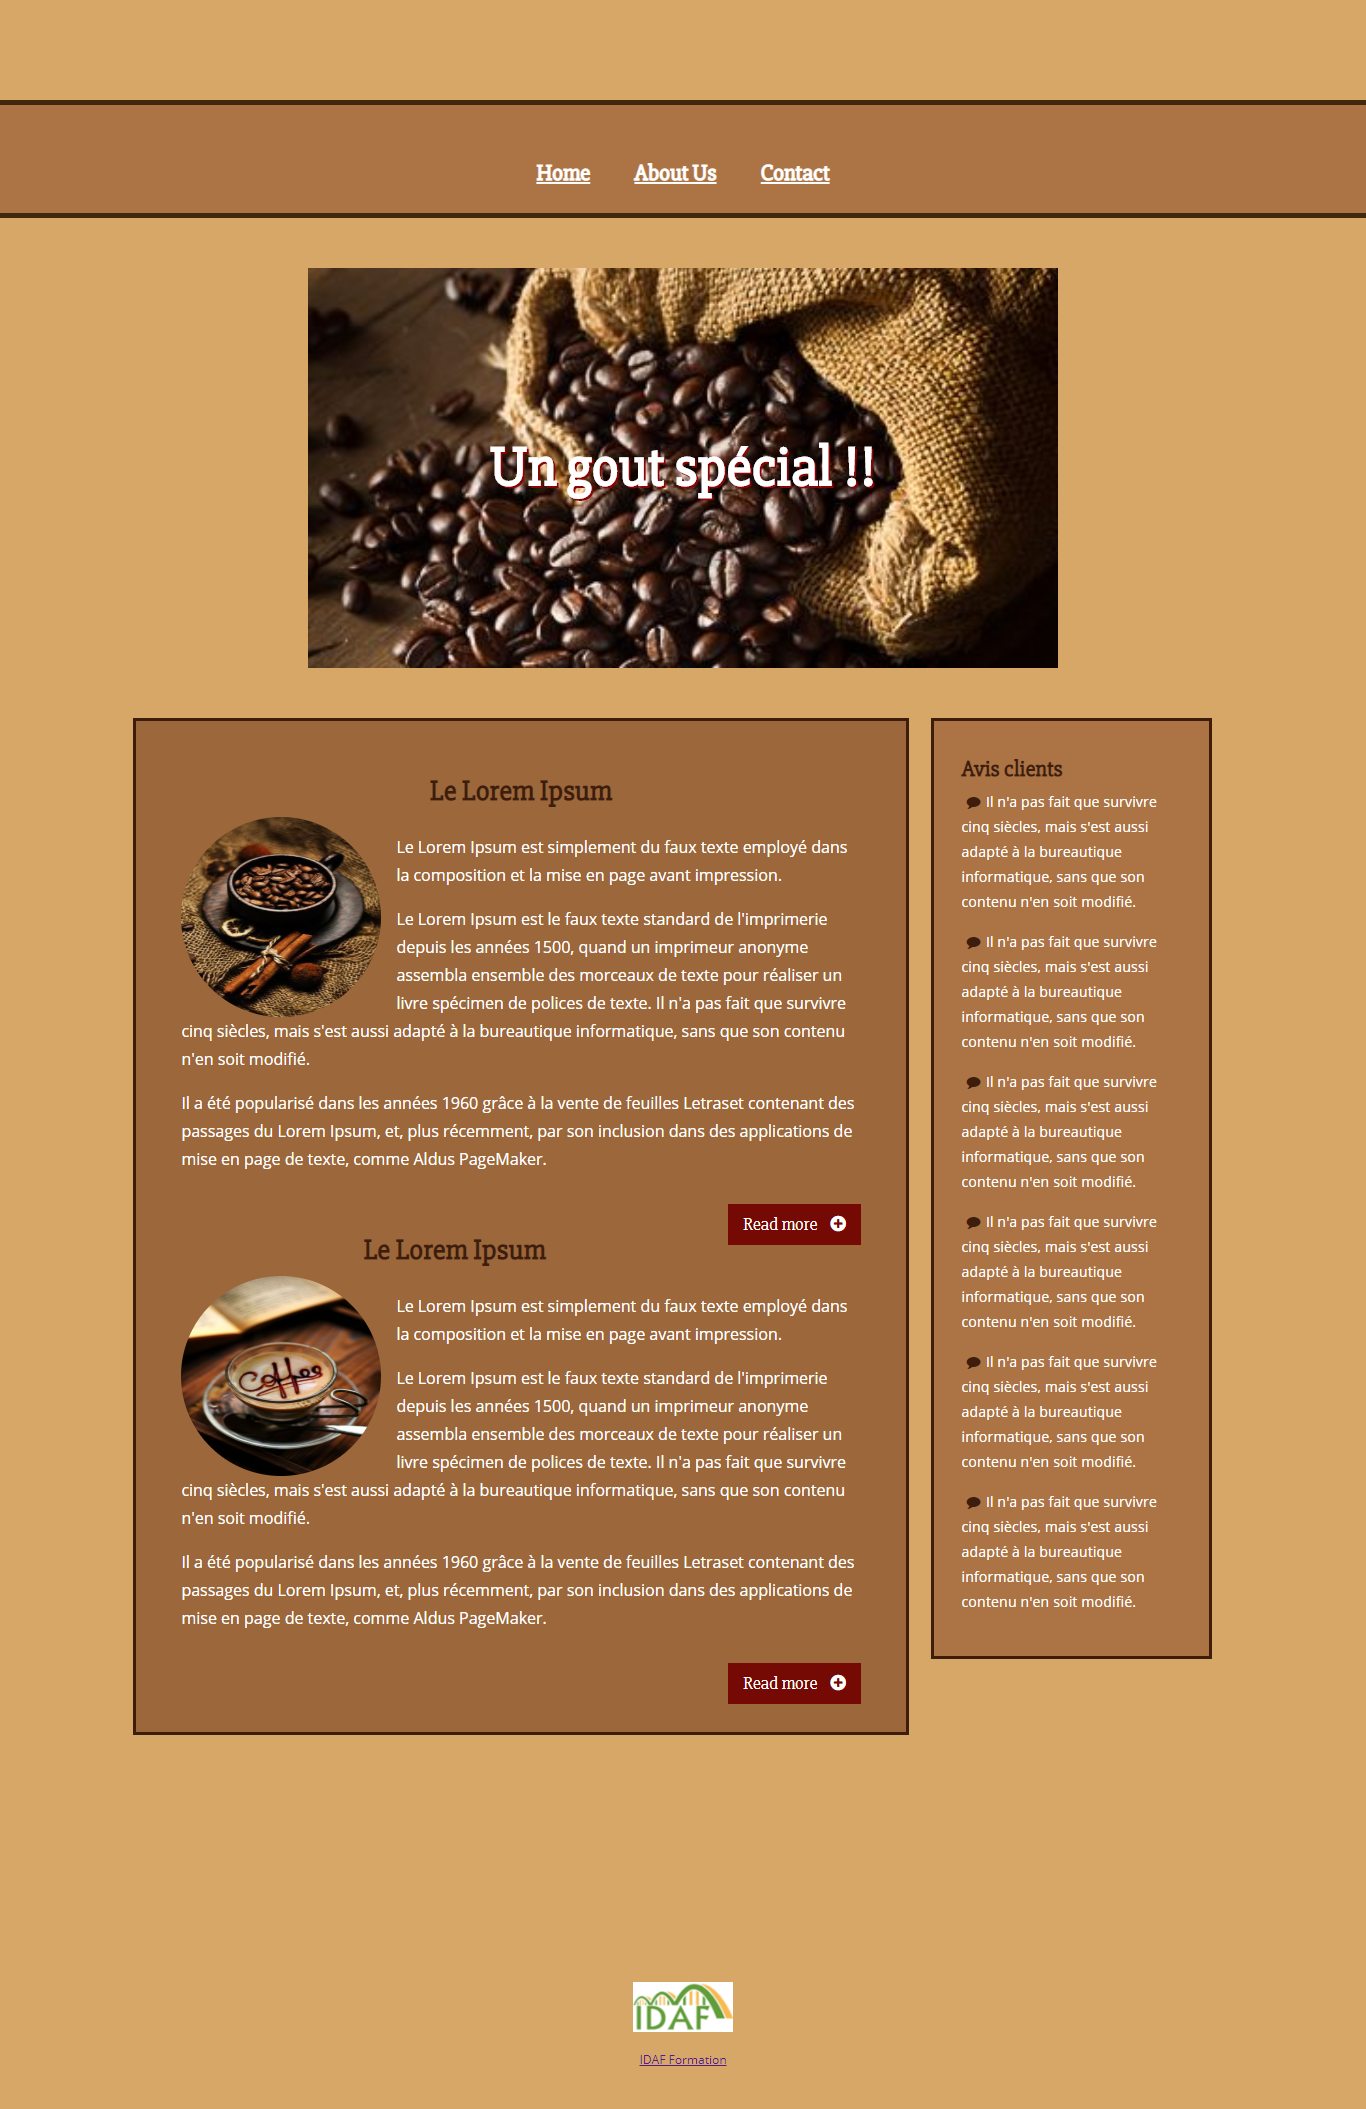 Home About Us Contact
Un gout spécial !!
Le Lorem Ipsum
Le Lorem Ipsum est simplement du faux texte employé dans
la composition et la mise en page avant impression.
Le Lorem Ipsum est le faux texte standard de l'imprimerie
depuis les années 1500, quand un imprimeur anonyme
assembla ensemble des morceaux de texte pour réaliser un
livre spécimen de polices de texte. Il n'a pas fait que survivre
cinq siècles, mais s'est aussi adapté à la bureautique informatique, sans que son contenu
n'en soit modifié.
Il a été popularisé dans les années 1960 grâce à la vente de feuilles Letraset contenant des
passages du Lorem Ipsum, et, plus récemment, par son inclusion dans des applications de
mise en page de texte, comme Aldus PageMaker.
Read more
Le Lorem Ipsum
Le Lorem Ipsum est simplement du faux texte employé dans
la composition et la mise en page avant impression.
Le Lorem Ipsum est le faux texte standard de l'imprimerie
depuis les années 1500, quand un imprimeur anonyme
assembla ensemble des morceaux de texte pour réaliser un
livre spécimen de polices de texte. Il n'a pas fait que survivre
cinq siècles, mais s'est aussi adapté à la bureautique informatique, sans que son contenu
n'en soit modifié.
Coffee
Il a été popularisé dans les années 1960 grâce à la vente de feuilles Letraset contenant des
passages du Lorem Ipsum, et, plus récemment, par son inclusion dans des applications de
mise en page de texte, comme Aldus PageMaker.
Read more
Avis clients
Il n'a pas fait que survivre
cinq siècles, mais s'est aussi
adapté à la bureautique
informatique, sans que son
contenu n'en soit modifié.
Il n'a pas fait que survivre
cinq siècles, mais s'est aussi
adapté à la bureautique
informatique, sans que son
contenu n'en soit modifié.
Il n'a pas fait que survivre
cinq siècles, mais s'est aussi
adapté à la bureautique
informatique, sans que son
contenu n'en soit modifié.
Il n'a pas fait que survivre
cinq siècles, mais s'est aussi
adapté à la bureautique
informatique, sans que son
contenu n'en soit modifié.
Il n'a pas fait que survivre
cinq siècles, mais s'est aussi
adapté à la bureautique
informatique, sans que son
contenu n'en soit modifié.
Il n'a pas fait que survivre
cinq siècles, mais s'est aussi
adapté à la bureautique
informatique, sans que son
contenu n'en soit modifié.
IDAF
IDAF Formation